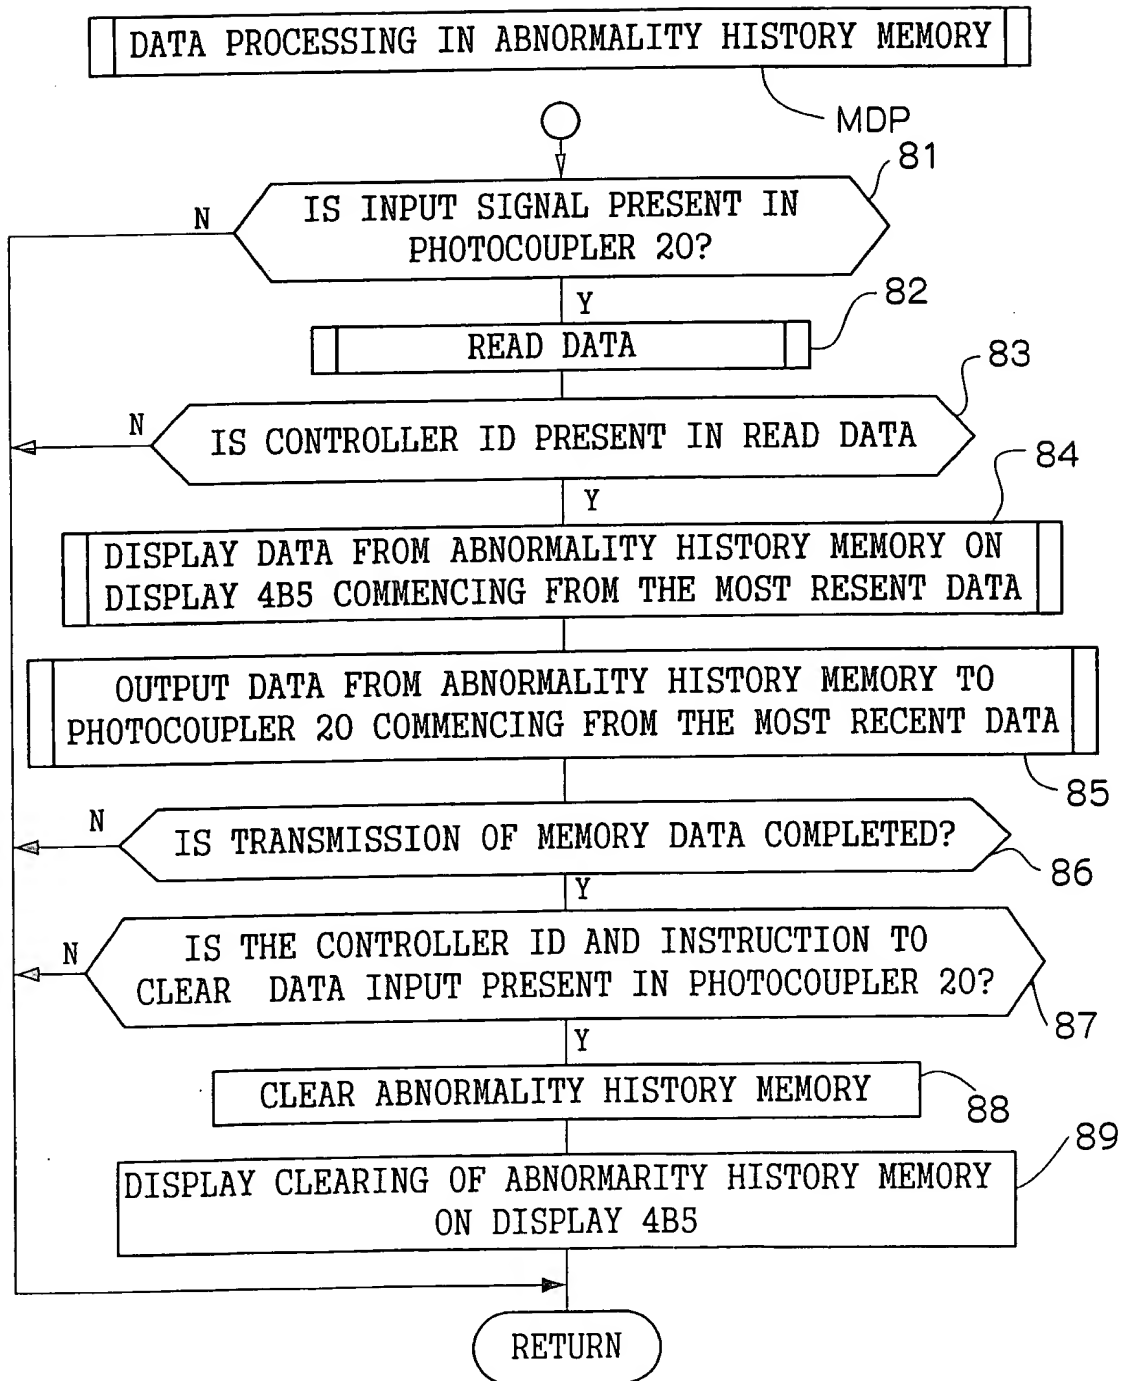 DATA PROCESSING IN ABNORMALITY HISTORY MEMORY
MDP
81
IS INPUT SIGNAL PRESENT IN
PHOTOCOUPLER 20?
N
Y
82
READ DATA
83
N
IS CONTROLLER ID PRESENT IN READ DATA
Y
84
DISPLAY DATA FROM ABNORMALITY HISTORY MEMORY ON
DISPLAY 4B5 COMMENCING FROM THE MOST RESENT DATA
OUTPUT DATA FROM ABNORMALITY HISTORY MEMORY TO
PHOTOCOUPLER 20 COMMENCING FROM THE MOST RECENT DATA
85
N
IS TRANSMISSION OF MEMORY DATA COMPLETED?
86
Y
N
IS THE CONTROLLER ID AND INSTRUCTION TO
CLEAR DATA INPUT PRESENT IN PHOTOCOUPLER 20?
87
Y
CLEAR ABNORMALITY HISTORY MEMORY
88
89
DISPLAY CLEARING OF ABNORMARITY HISTORY MEMORY
ON DISPLAY 4B5
RETURN